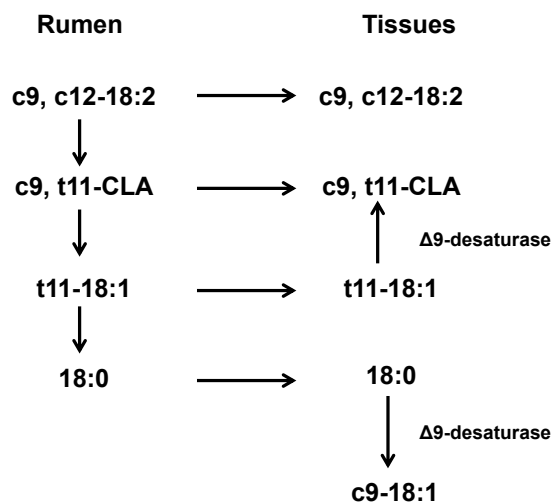 Rumen Tissues
c9, c12-18:2 c9, c12-18:2
c9, t11-CLA c9, t11-CLA
Δ9-desaturase
t11-18:1 t11-18:1
18:0 18:0
Δ9-desaturase
c9-18:1